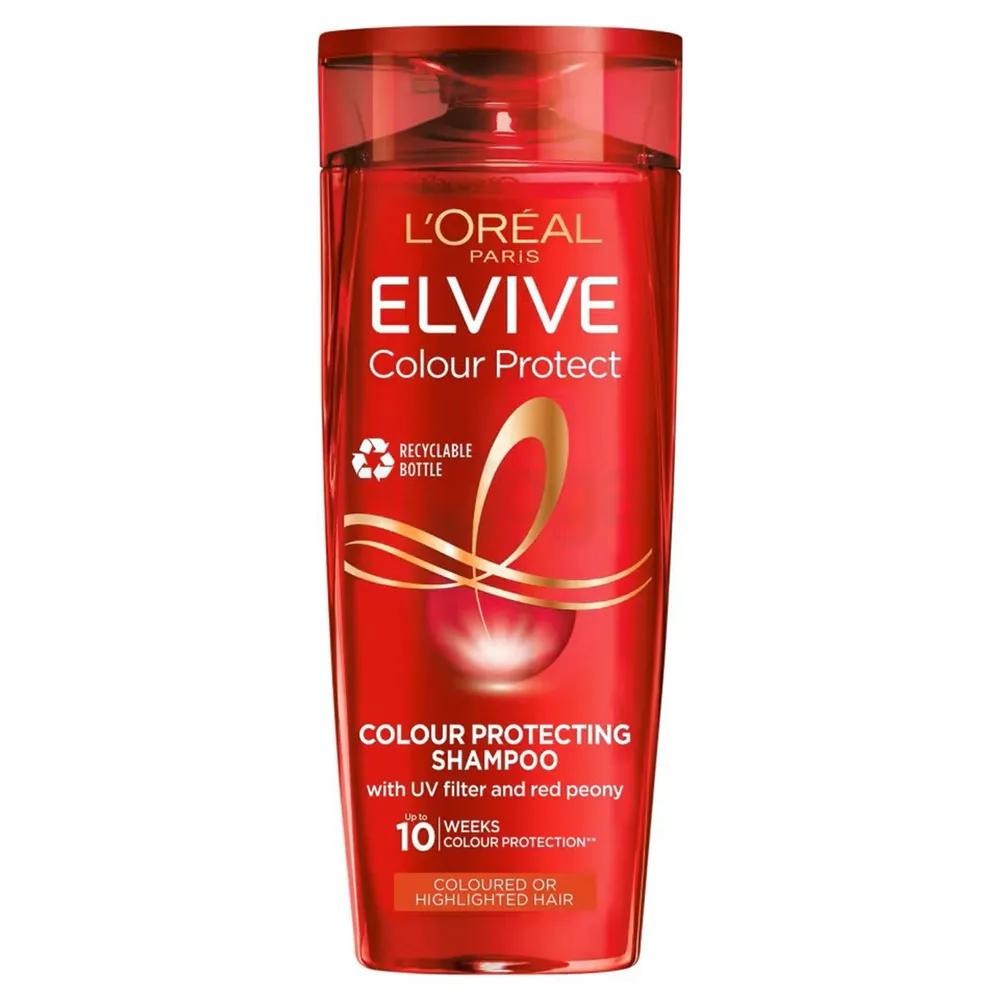 L'ORÉAL
PARiS
ELVIVE
Colour Protect
RECYCLABLE
BOTTLE
COLOUR PROTECTING
SHAMPOO
with UV filter and red peony
Up to
10 WEEKS
COLOUR PROTECTION**
COLOURED OR
HIGHLIGHTED HAIR